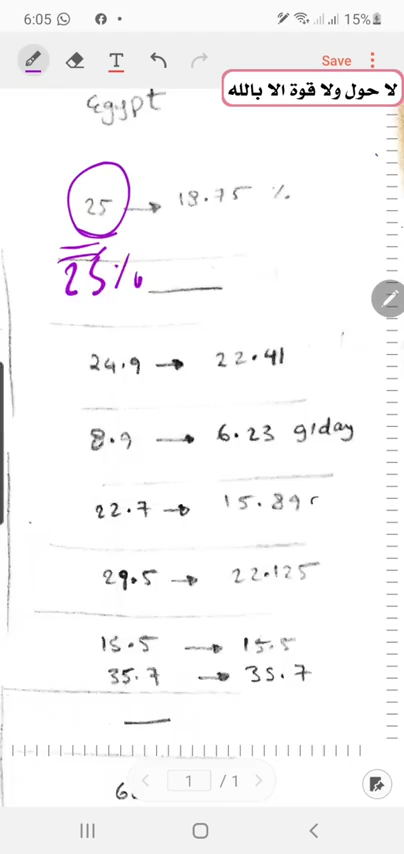 6:05 15%
T Save
لا حول ولا قوة الا بالله
Egypt
25 → 18.75 %
25%
24.9 → 22.41
8.9 → 6.23 g/day
22.7 → 15.89
29.5 → 22.125
15.5 → 15.5
35.7 → 35.7
1 / 1